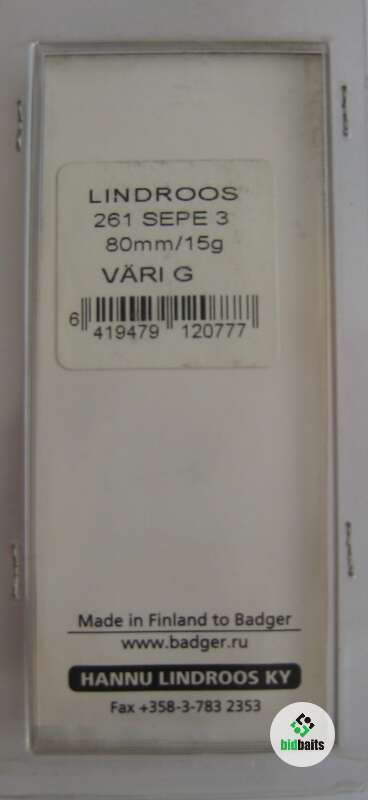 LINDROOS
261 SEPE 3
80mm/15g
VÄRI G
6 419479 120777
Made in Finland to Badger
www.badger.ru
HANNU LINDROOS KY
Fax +358-3-783 2353
bidbaits